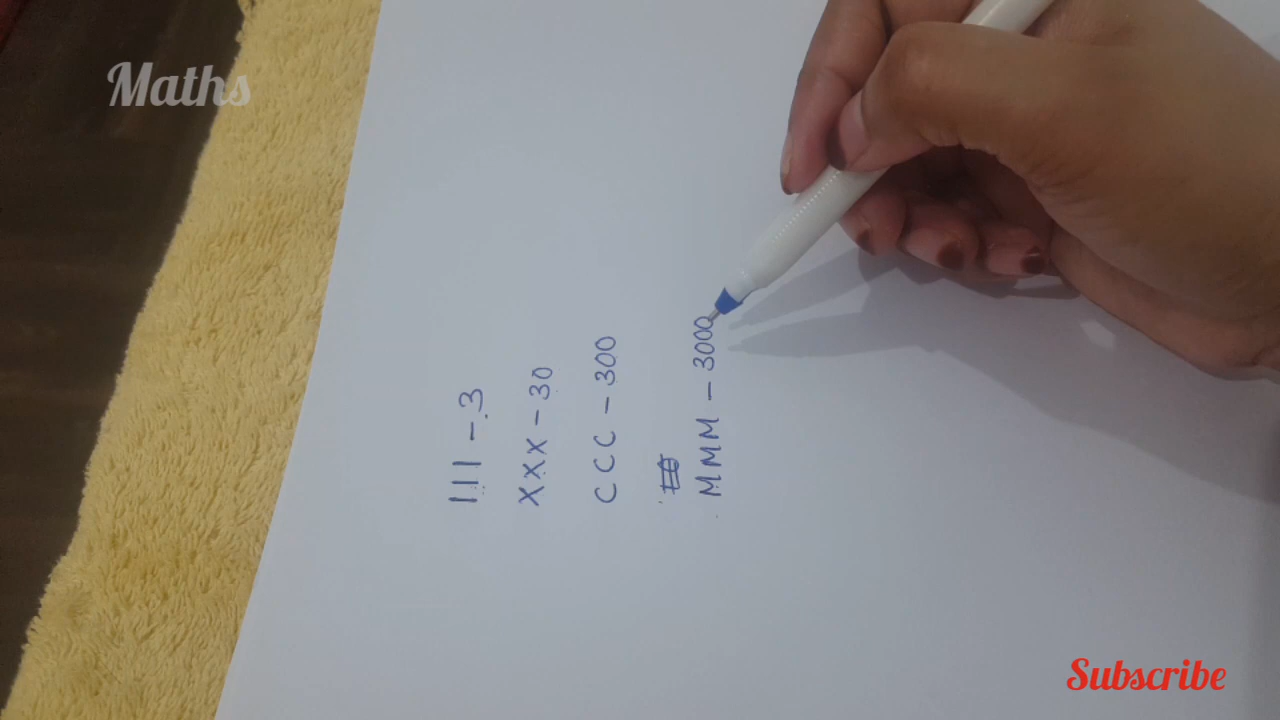 Maths
III - 3
XXX - 30
CCC - 300
MMM - 3000
Subscribe